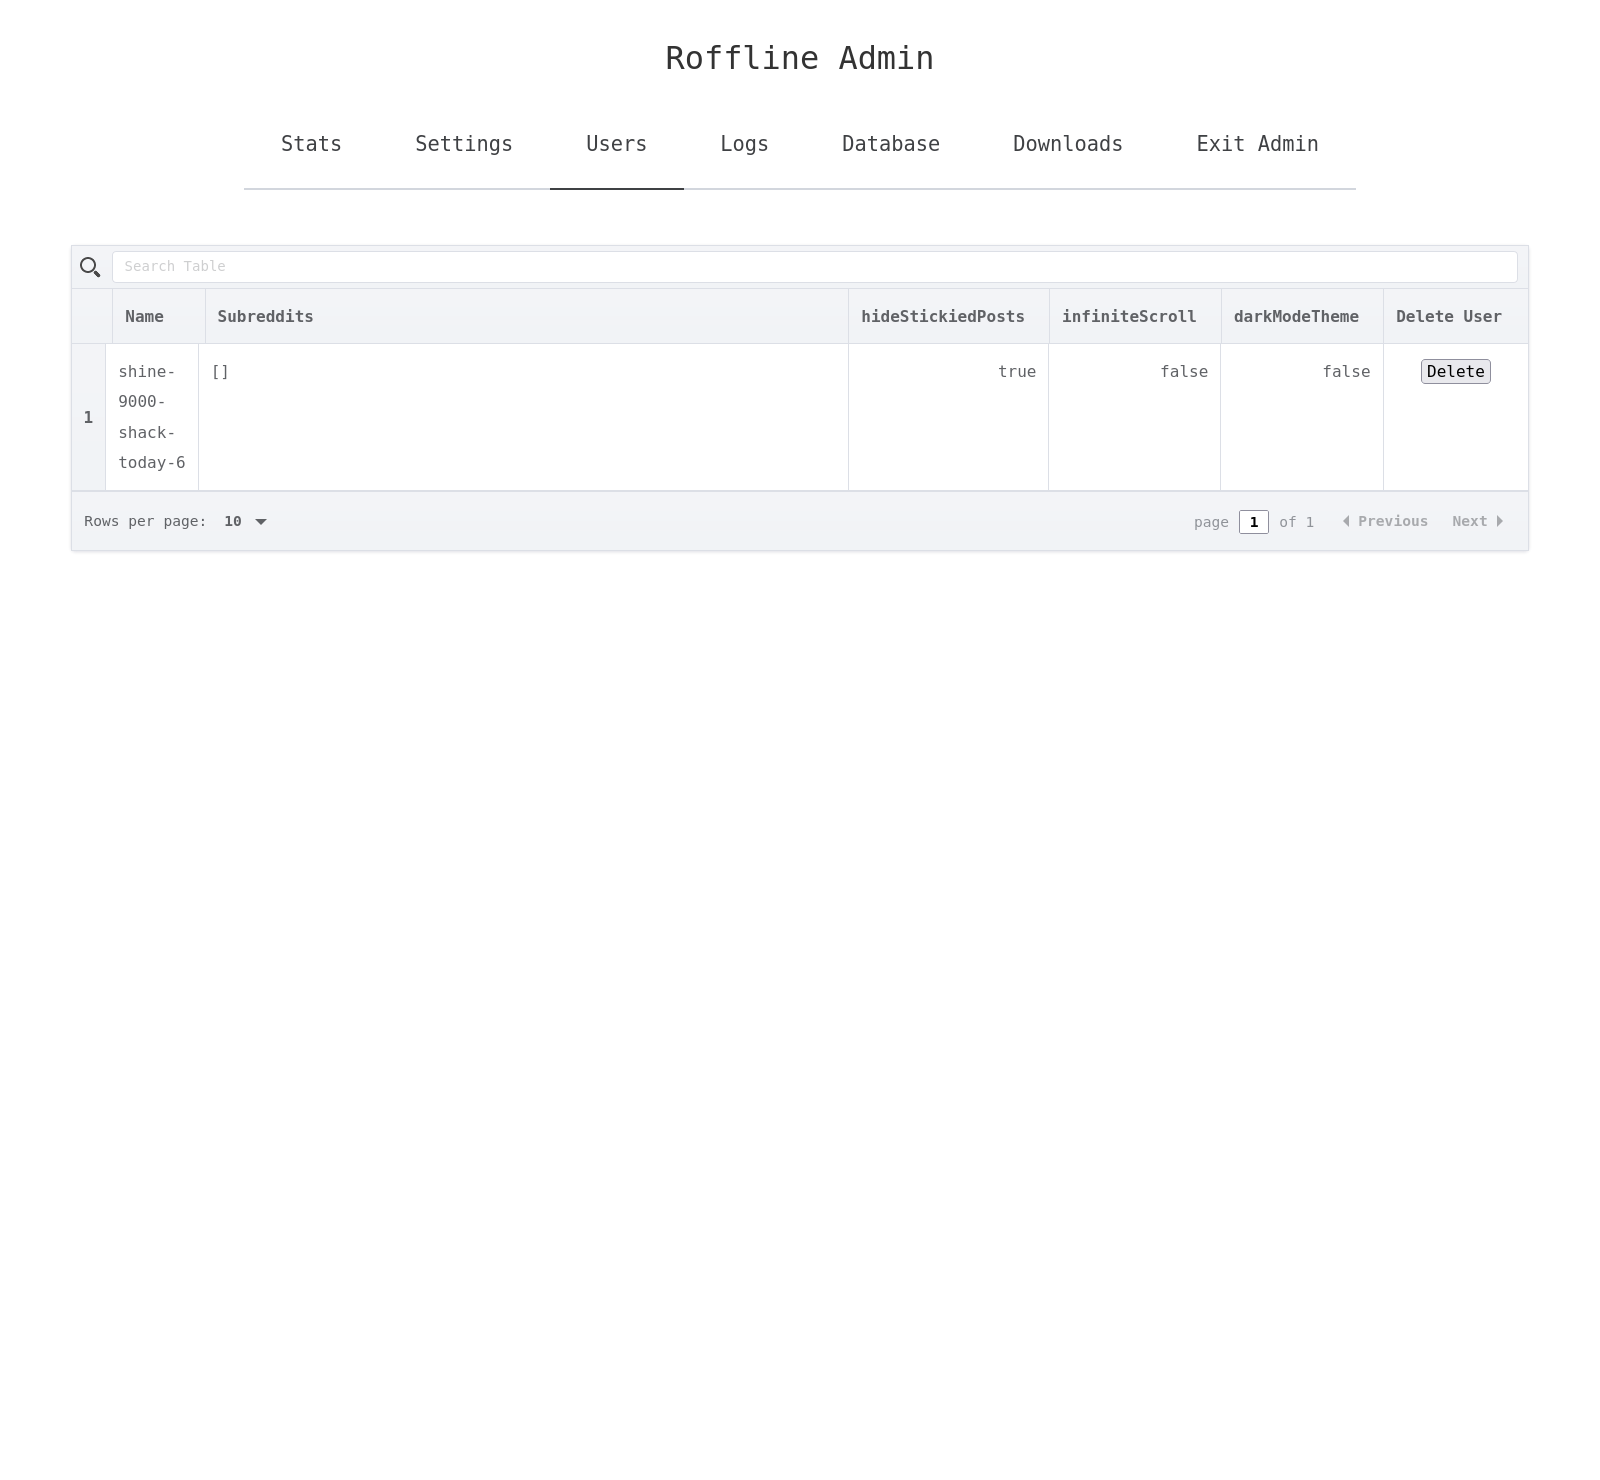 Roffline Admin
Stats Settings Users Logs Database Downloads Exit Admin
Search Table
Name Subreddits hideStickiedPosts infiniteScroll darkModeTheme Delete User
1 shine- [] true false false Delete
9000-
shack-
today-6
Rows per page: 10 page 1 of 1 Previous Next